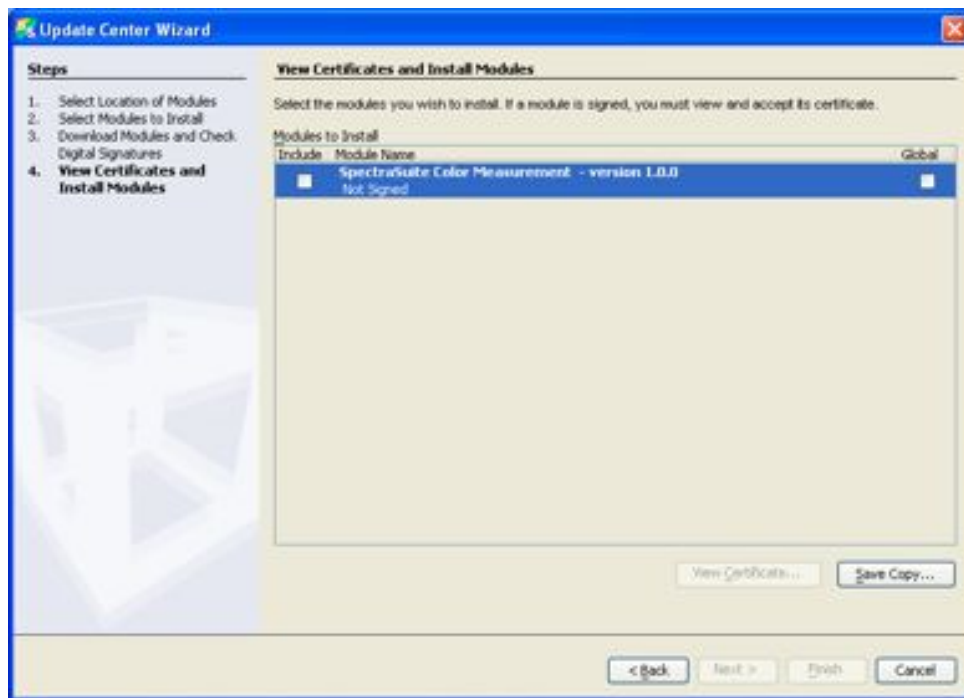 Update Center Wizard
Steps
1. Select Location of Modules
2. Select Modules to Install
3. Download Modules and Check
Digital Signatures
4. View Certificates and
Install Modules
View Certificates and Install Modules
Select the modules you wish to install. If a module is signed, you must view and accept its certificate.
Modules to Install
Include Module Name Global
SpectraSuite Color Measurement - version 1.0.0
Not Signed
View Certificate... Save Copy...
< Back Next > Finish Cancel